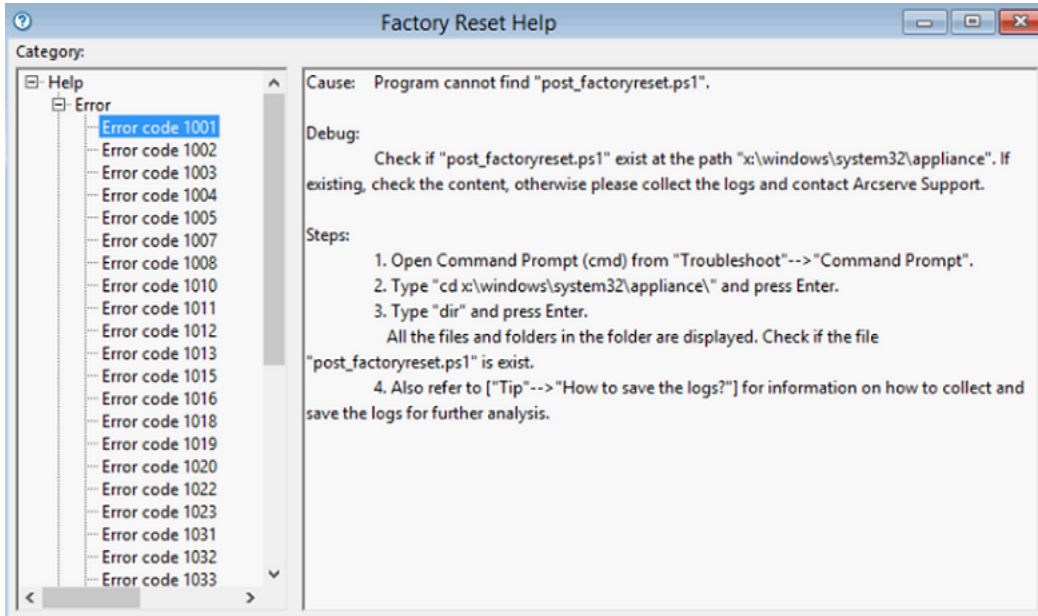 Factory Reset Help
Category:
Help
Error
Error code 1001
Error code 1002
Error code 1003
Error code 1004
Error code 1005
Error code 1007
Error code 1008
Error code 1010
Error code 1011
Error code 1012
Error code 1013
Error code 1015
Error code 1016
Error code 1018
Error code 1019
Error code 1020
Error code 1022
Error code 1023
Error code 1031
Error code 1032
Error code 1033
Cause: Program cannot find "post_factoryreset.ps1".
Debug:
Check if "post_factoryreset.ps1" exist at the path "x:\windows\system32\appliance". If
existing, check the content, otherwise please collect the logs and contact Arcserve Support.
Steps:
1. Open Command Prompt (cmd) from "Troubleshoot"-->"Command Prompt".
2. Type "cd x:\windows\system32\appliance\" and press Enter.
3. Type "dir" and press Enter.
All the files and folders in the folder are displayed. Check if the file
"post_factoryreset.ps1" is exist.
4. Also refer to ["Tip"-->"How to save the logs?"] for information on how to collect and
save the logs for further analysis.